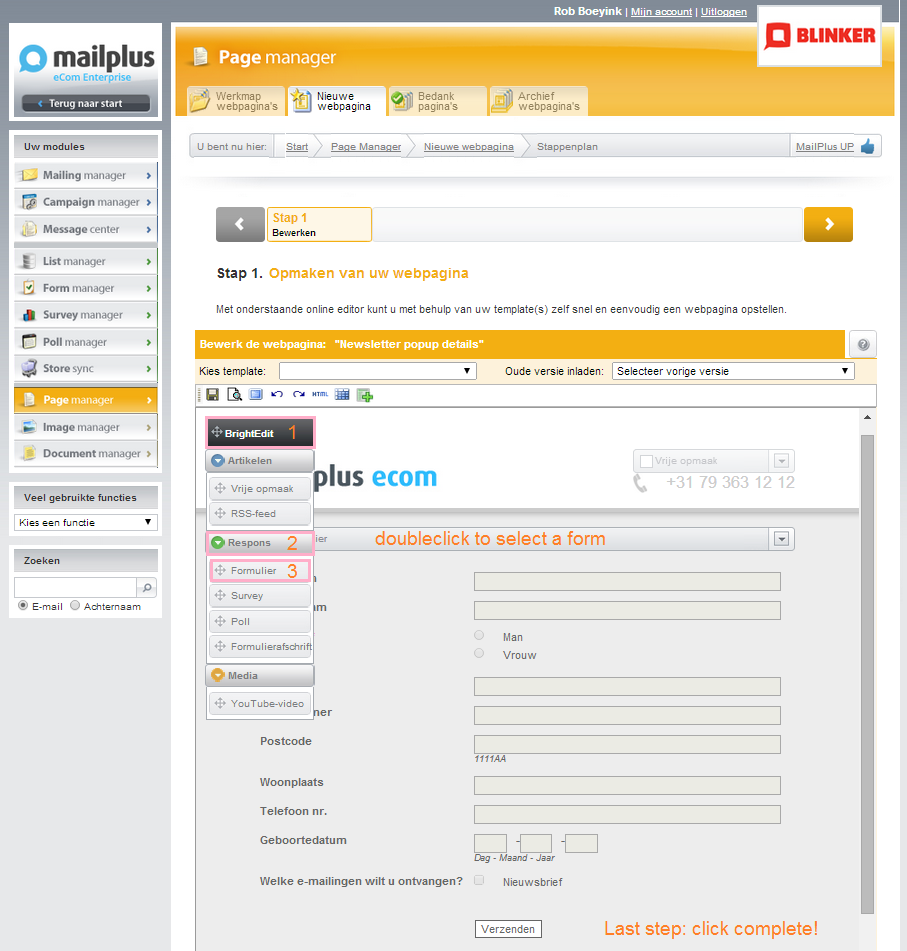 Rob Boeyink | Mijn account | Uitloggen
mailplus
eCom Enterprise
Terug naar start
Page manager
BLINKER
Werkmap webpagina's
Nieuwe webpagina
Bedank pagina's
Archief webpagina's
U bent nu hier: Start Page Manager Nieuwe webpagina Stappenplan MailPlus UP
Uw modules
Mailing manager
Campaign manager
Message center
List manager
Form manager
Survey manager
Poll manager
Store sync
Page manager
Image manager
Document manager
Veel gebruikte functies
Kies een functie
Zoeken
E-mail Achternaam
Stap 1
Bewerken
Stap 1. Opmaken van uw webpagina
Met onderstaande online editor kunt u met behulp van uw template(s) zelf snel en eenvoudig een webpagina opstellen.
Bewerk de webpagina: "Newsletter popup details"
Kies template: Oude versie inladen: Selecteer vorige versie
HTML
BrightEdit 1
Artikelen
Vrije opmaak
RSS-feed
Respons 2
Formulier 3
Survey
Poll
Formulierafschrift
Media
YouTube-video
plus ecom
Vrije opmaak
+31 79 363 12 12
ier doubleclick to select a form
am
Man
Vrouw
mer
Postcode
1111AA
Woonplaats
Telefoon nr.
Geboortedatum - -
Dag - Maand - Jaar
Welke e-mailingen wilt u ontvangen? Nieuwsbrief
Verzenden
Last step: click complete!